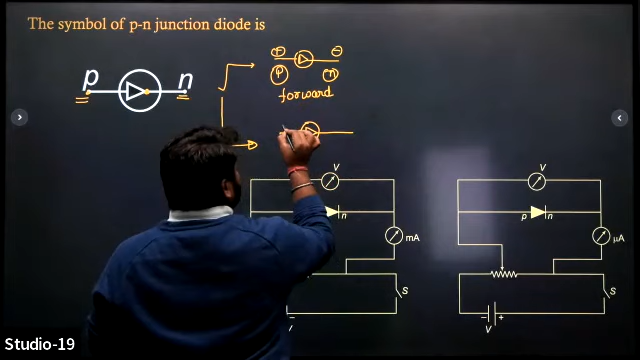 The symbol of p-n junction diode is
p n
+ −
p n
forward
V V
n p n
mA μA
S S
− +
V V
Studio-19